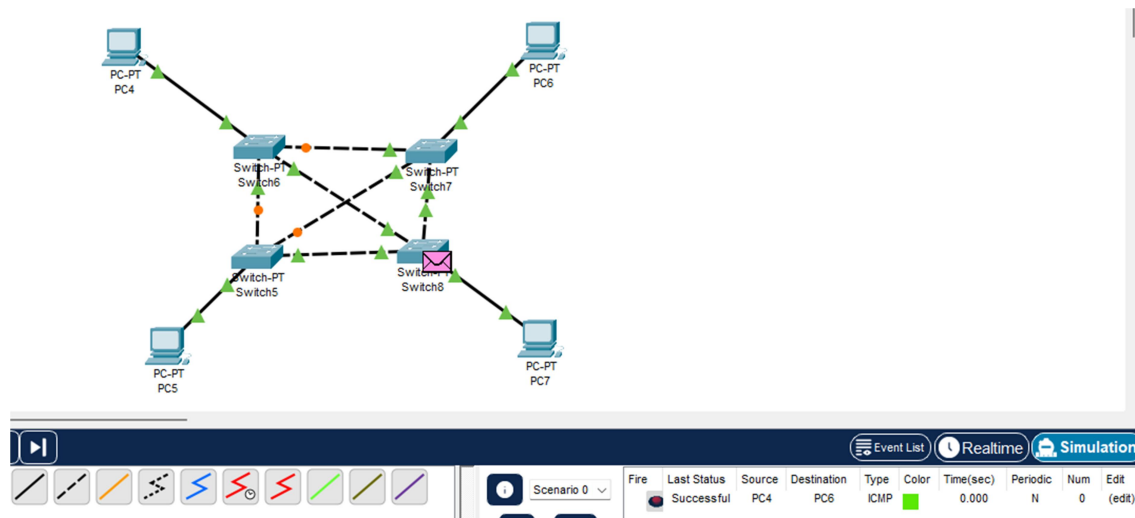 PC-PT
PC4
PC-PT
PC6
Switch-PT
Switch6
Switch-PT
Switch7
Switch-PT
Switch5
Switch-PT
Switch8
PC-PT
PC5
PC-PT
PC7
Event List Realtime Simulation
Scenario 0
Fire Last Status Source Destination Type Color Time(sec) Periodic Num Edit
Successful PC4 PC6 ICMP 0.000 N 0 (edit)